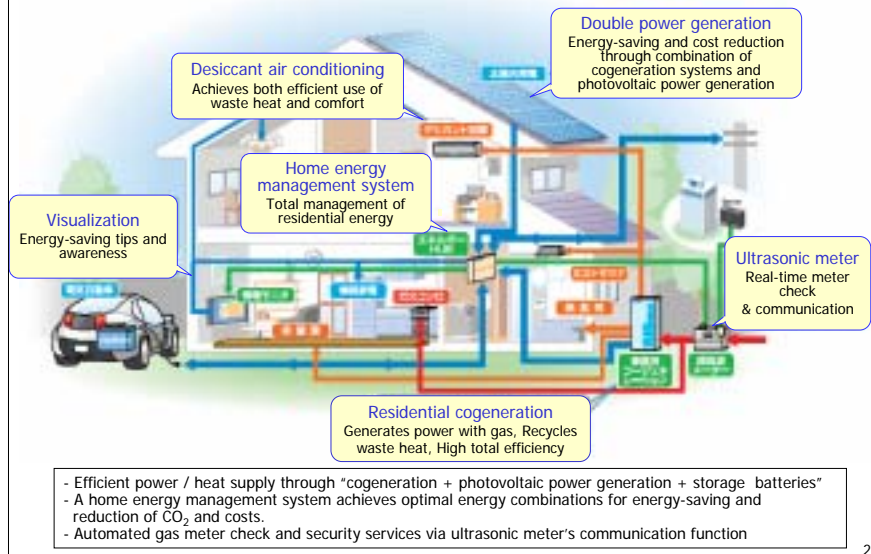 Double power generation
Energy-saving and cost reduction
through combination of
cogeneration systems and
photovoltaic power generation
Desiccant air conditioning
Achieves both efficient use of
waste heat and comfort
Home energy
management system
Total management of
residential energy
Visualization
Energy-saving tips and
awareness
Ultrasonic meter
Real-time meter
check
& communication
ガスコンロ
Residential cogeneration
Generates power with gas, Recycles
waste heat, High total efficiency
- Efficient power / heat supply through “cogeneration + photovoltaic power generation + storage batteries”
- A home energy management system achieves optimal energy combinations for energy-saving and
reduction of CO2 and costs.
- Automated gas meter check and security services via ultrasonic meter’s communication function
2